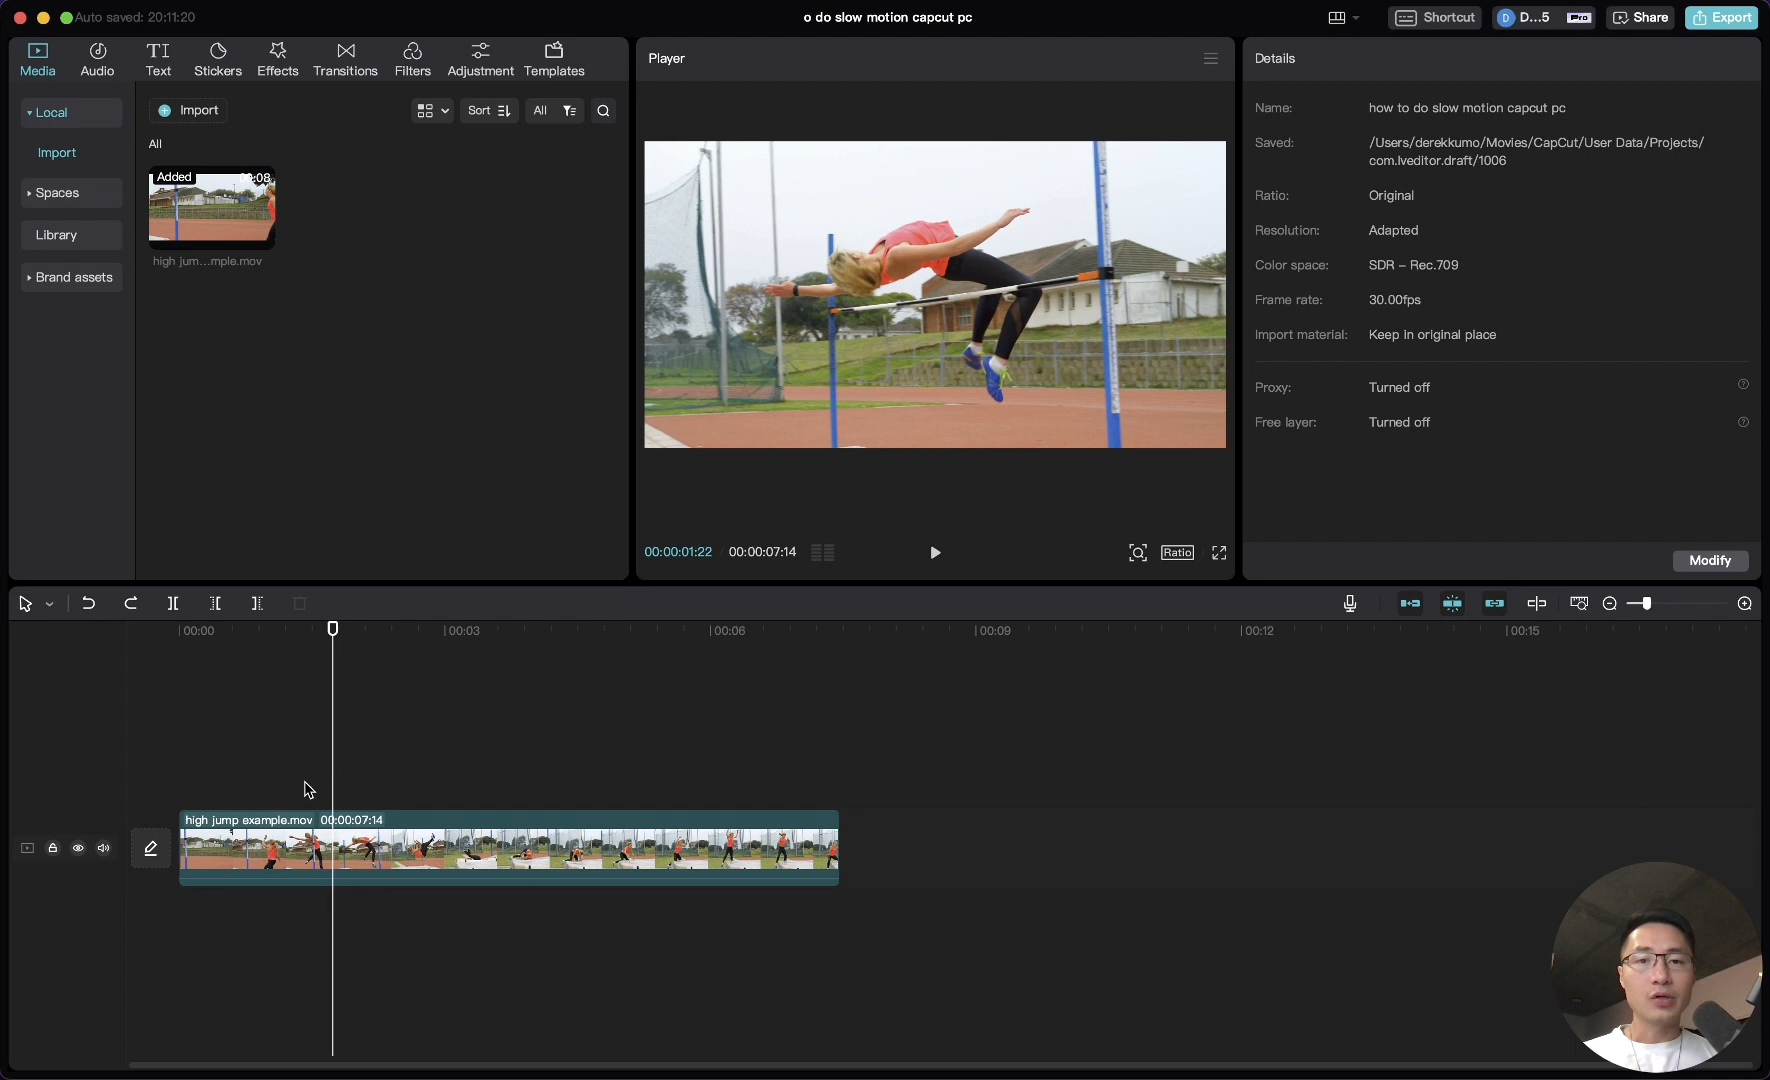 Auto saved: 20:11:20
o do slow motion capcut pc
Shortcut
D D...5 Pro
Share
Export
Media
Audio
TI Text
Stickers
Effects
Transitions
Filters
Adjustment
Templates
Local
Import
Spaces
Library
Brand assets
Import
Sort
All
All
Added
00:08
high jum...mple.mov
Player
00:00:01:22
00:00:07:14
Ratio
Details
Name: how to do slow motion capcut pc
Saved: /Users/derekkumo/Movies/CapCut/User Data/Projects/
com.lveditor.draft/1006
Ratio: Original
Resolution: Adapted
Color space: SDR – Rec.709
Frame rate: 30.00fps
Import material: Keep in original place
Proxy: Turned off
Free layer: Turned off
Modify
00:00
00:03
00:06
00:09
00:12
00:15
high jump example.mov 00:00:07:14